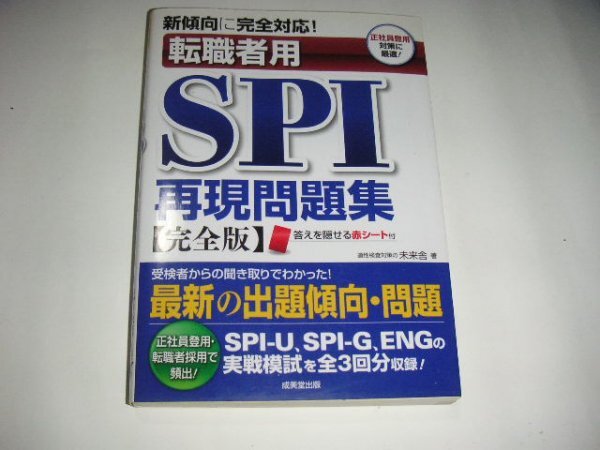 新傾向に完全対応!
正社員登用
対策に
最適!
転職者用
SPI
再現問題集
【完全版】
答えを隠せる赤シート付
適性検査対策の 未来舎 著
受検者からの聞き取りでわかった!
最新の出題傾向・問題
正社員登用・
転職者採用で
頻出!
SPI-U、SPI-G、ENGの
実戦模試を全3回分収録!
成美堂出版